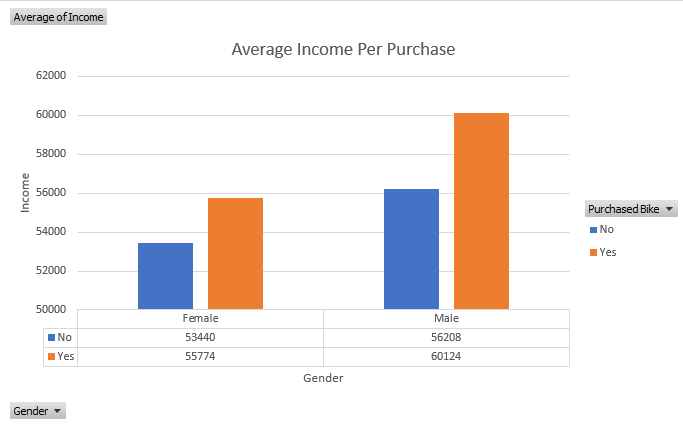 Average of Income
Average Income Per Purchase
62000
60000
58000
56000
54000
52000
50000
Income
Female Male
No 53440 56208
Yes 55774 60124
Gender
Purchased Bike
No
Yes
Gender